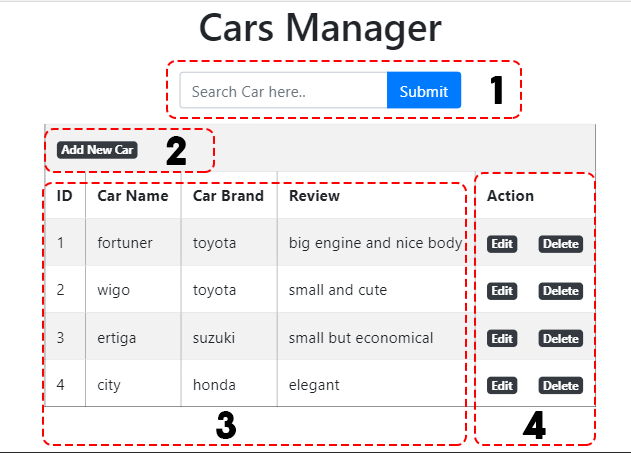 Cars Manager
Search Car here.. Submit 1
Add New Car 2
ID Car Name Car Brand Review Action
1 fortuner toyota big engine and nice body Edit Delete
2 wigo toyota small and cute Edit Delete
3 ertiga suzuki small but economical Edit Delete
4 city honda elegant Edit Delete
3 4